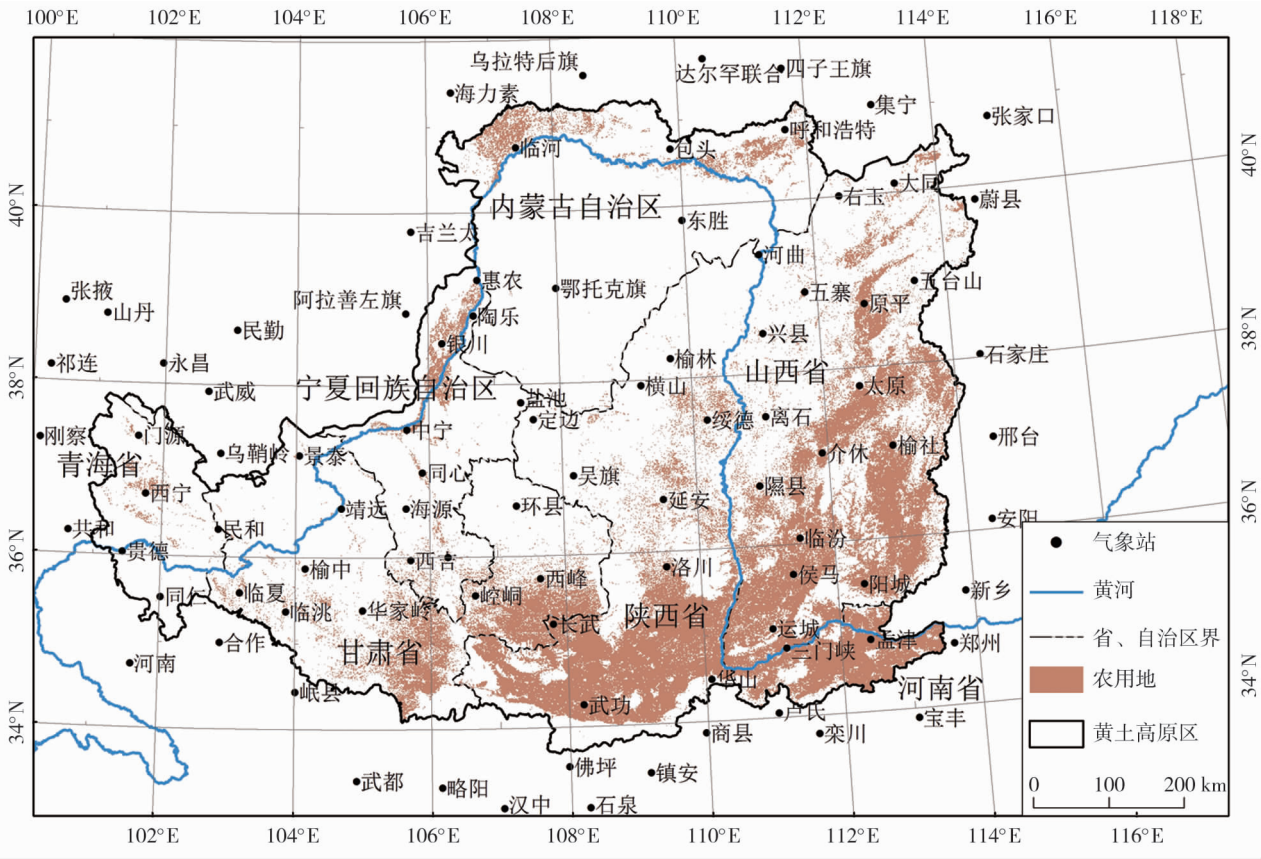 100°E 102°E 104°E 106°E 108°E 110°E 112°E 114°E 116°E 118°E
乌拉特后旗
达尔罕联合
四子王旗
海力素
集宁
张家口
呼和浩特
临河
包头
40°N
40°N
大同
右玉
蔚县
内蒙古自治区
东胜
吉兰太
河曲
惠农
鄂托克旗
五台山
张掖
阿拉善左旗
五寨
原平
山丹
陶乐
民勤
兴县
38°N
银川
榆林
石家庄
祁连
永昌
山西省
38°N
宁夏回族自治区
横山
太原
武威
盐池
定边
绥德
离石
刚察
门源
中宁
邢台
乌鞘岭
景泰
介休
榆社
青海省
同心
吴旗
西宁
隰县
延安
靖远
海源
环县
36°N
共和
民和
安阳
临汾
36°N
贵德
西吉
榆中
洛川
西峰
侯马
阳城
新乡
同仁
临夏
崆峒
临洮
华家岭
陕西省
长武
运城
合作
甘肃省
三门峡
孟津
郑州
河南
34°N
华山
河南省
岷县
武功
卢氏
宝丰
34°N
商县
栾川
佛坪
镇安
武都
略阳
汉中
石泉
气象站
黄河
省、自治区界
农用地
黄土高原区
0 100 200 km
102°E 104°E 106°E 108°E 110°E 112°E 114°E 116°E